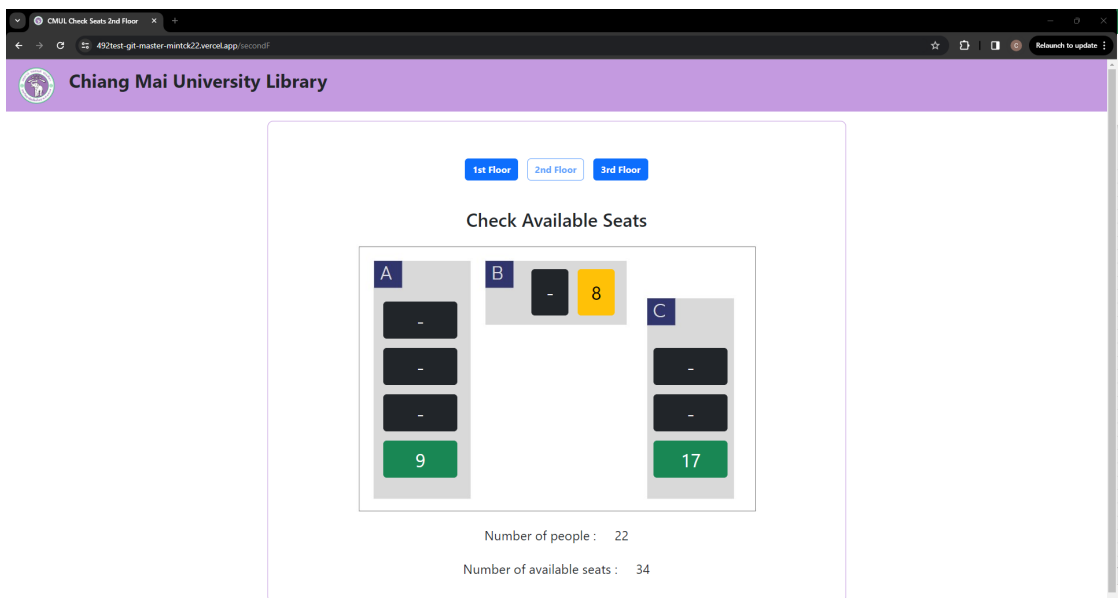 CMUL Check Seats 2nd Floor
492test-git-master-mintck22.vercel.app/secondF
C
Relaunch to update
Chiang Mai University Library
1st Floor 2nd Floor 3rd Floor
Check Available Seats
A B - 8
C
-
- -
- -
9 17
Number of people : 22
Number of available seats : 34